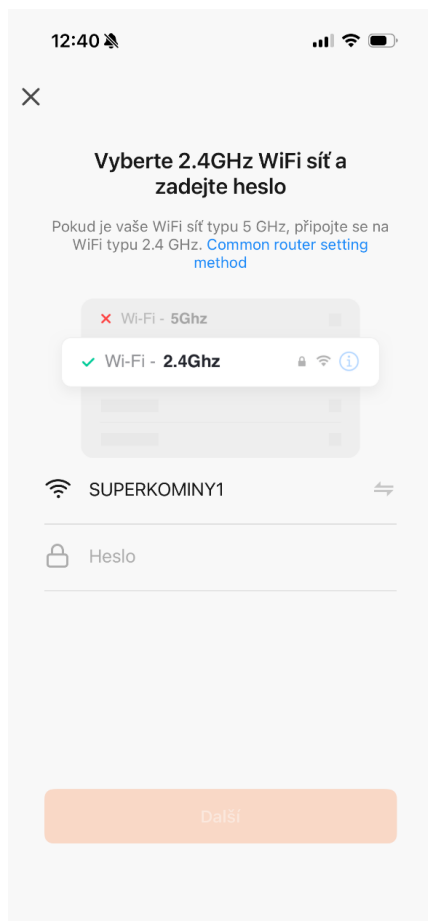 12:40
Vyberte 2.4GHz WiFi síť a
zadejte heslo
Pokud je vaše WiFi síť typu 5 GHz, připojte se na
WiFi typu 2.4 GHz. Common router setting
method
Wi-Fi - 5Ghz
Wi-Fi - 2.4Ghz
SUPERKOMINY1
Heslo
Další